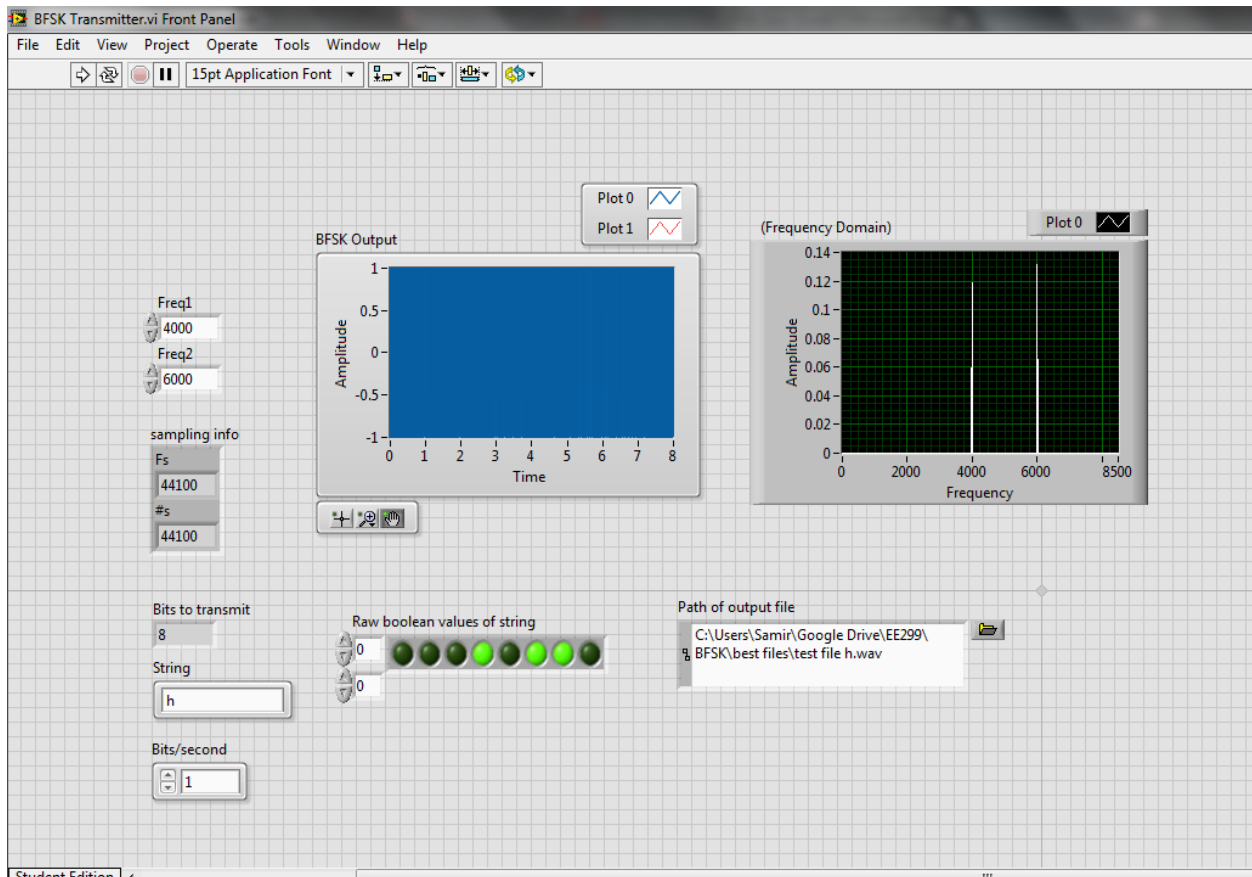 BFSK Transmitter.vi Front Panel
File Edit View Project Operate Tools Window Help
15pt Application Font
Plot 0
Plot 1
BFSK Output
Amplitude
1
0.5
0
-0.5
-1
0 1 2 3 4 5 6 7 8
Time
Plot 0
(Frequency Domain)
Amplitude
0.14
0.12
0.1
0.08
0.06
0.04
0.02
0
0 2000 4000 6000 8500
Frequency
Freq1
4000
Freq2
6000
sampling info
Fs
44100
#s
44100
Bits to transmit
8
String
h
Bits/second
1
Raw boolean values of string
0
0
Path of output file
C:\Users\Samir\Google Drive\EE299\
BFSK\best files\test file h.wav
Student Edition